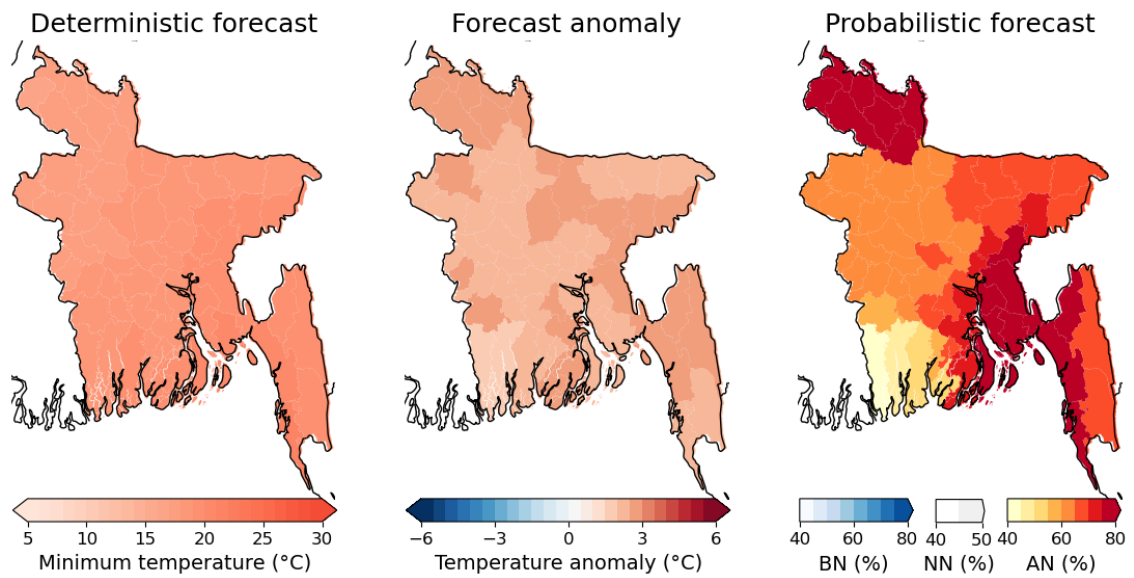 Deterministic forecast
Forecast anomaly
Probabilistic forecast
5 10 15 20 25 30
Minimum temperature (°C)
−6 −3 0 3 6
Temperature anomaly (°C)
40 60 80
BN (%)
40 50
NN (%)
40 60 80
AN (%)